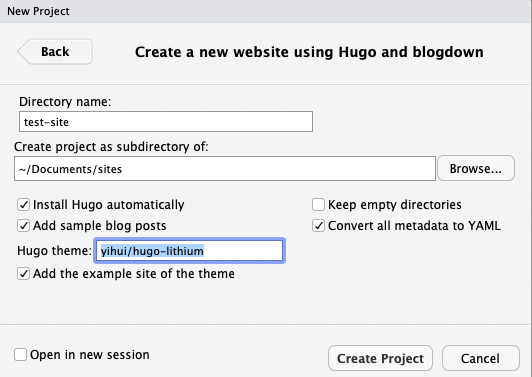 New Project
Back
Create a new website using Hugo and blogdown
Directory name:
test-site
Create project as subdirectory of:
~/Documents/sites
Browse...
Install Hugo automatically
Keep empty directories
Add sample blog posts
Convert all metadata to YAML
Hugo theme: yihui/hugo-lithium
Add the example site of the theme
Open in new session
Create Project
Cancel